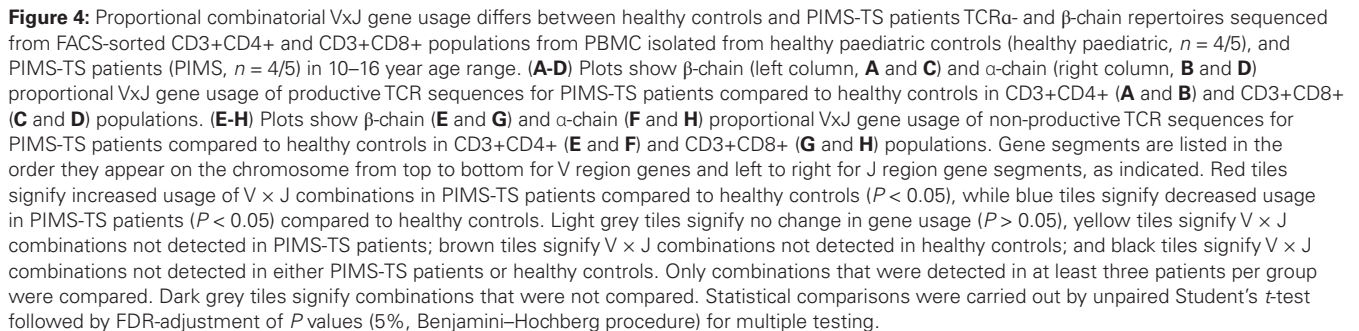 Figure 4: Proportional combinatorial VxJ gene usage differs between healthy controls and PIMS-TS patients TCRα- and β-chain repertoires sequenced
from FACS-sorted CD3+CD4+ and CD3+CD8+ populations from PBMC isolated from healthy paediatric controls (healthy paediatric, n = 4/5), and
PIMS-TS patients (PIMS, n = 4/5) in 10–16 year age range. (A-D) Plots show β-chain (left column, A and C) and α-chain (right column, B and D)
proportional VxJ gene usage of productive TCR sequences for PIMS-TS patients compared to healthy controls in CD3+CD4+ (A and B) and CD3+CD8+
(C and D) populations. (E-H) Plots show β-chain (E and G) and α-chain (F and H) proportional VxJ gene usage of non-productive TCR sequences for
PIMS-TS patients compared to healthy controls in CD3+CD4+ (E and F) and CD3+CD8+ (G and H) populations. Gene segments are listed in the
order they appear on the chromosome from top to bottom for V region genes and left to right for J region gene segments, as indicated. Red tiles
signify increased usage of V × J combinations in PIMS-TS patients compared to healthy controls (P < 0.05), while blue tiles signify decreased usage
in PIMS-TS patients (P < 0.05) compared to healthy controls. Light grey tiles signify no change in gene usage (P > 0.05), yellow tiles signify V × J
combinations not detected in PIMS-TS patients; brown tiles signify V × J combinations not detected in healthy controls; and black tiles signify V × J
combinations not detected in either PIMS-TS patients or healthy controls. Only combinations that were detected in at least three patients per group
were compared. Dark grey tiles signify combinations that were not compared. Statistical comparisons were carried out by unpaired Student's t-test
followed by FDR-adjustment of P values (5%, Benjamini–Hochberg procedure) for multiple testing.